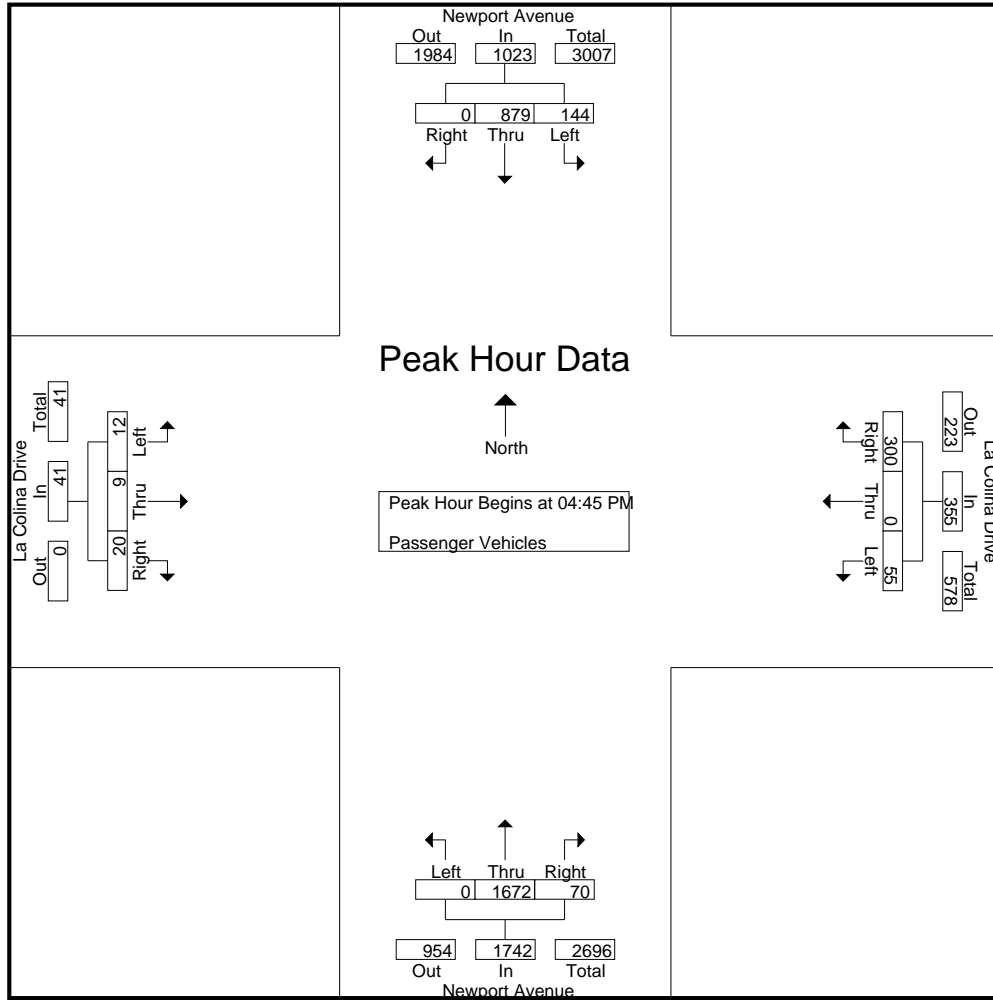 Newport Avenue
Out In Total
1984 1023 3007
0 879 144
Right Thru Left
Peak Hour Data
North
Peak Hour Begins at 04:45 PM
Passenger Vehicles
La Colina Drive
Out In Total
0 41 41
Left Thru Right
12 9 20
La Colina Drive
Out In Total
223 355 578
300 0 55
Right Thru Left
Left Thru Right
0 1672 70
954 1742 2696
Out In Total
Newport Avenue